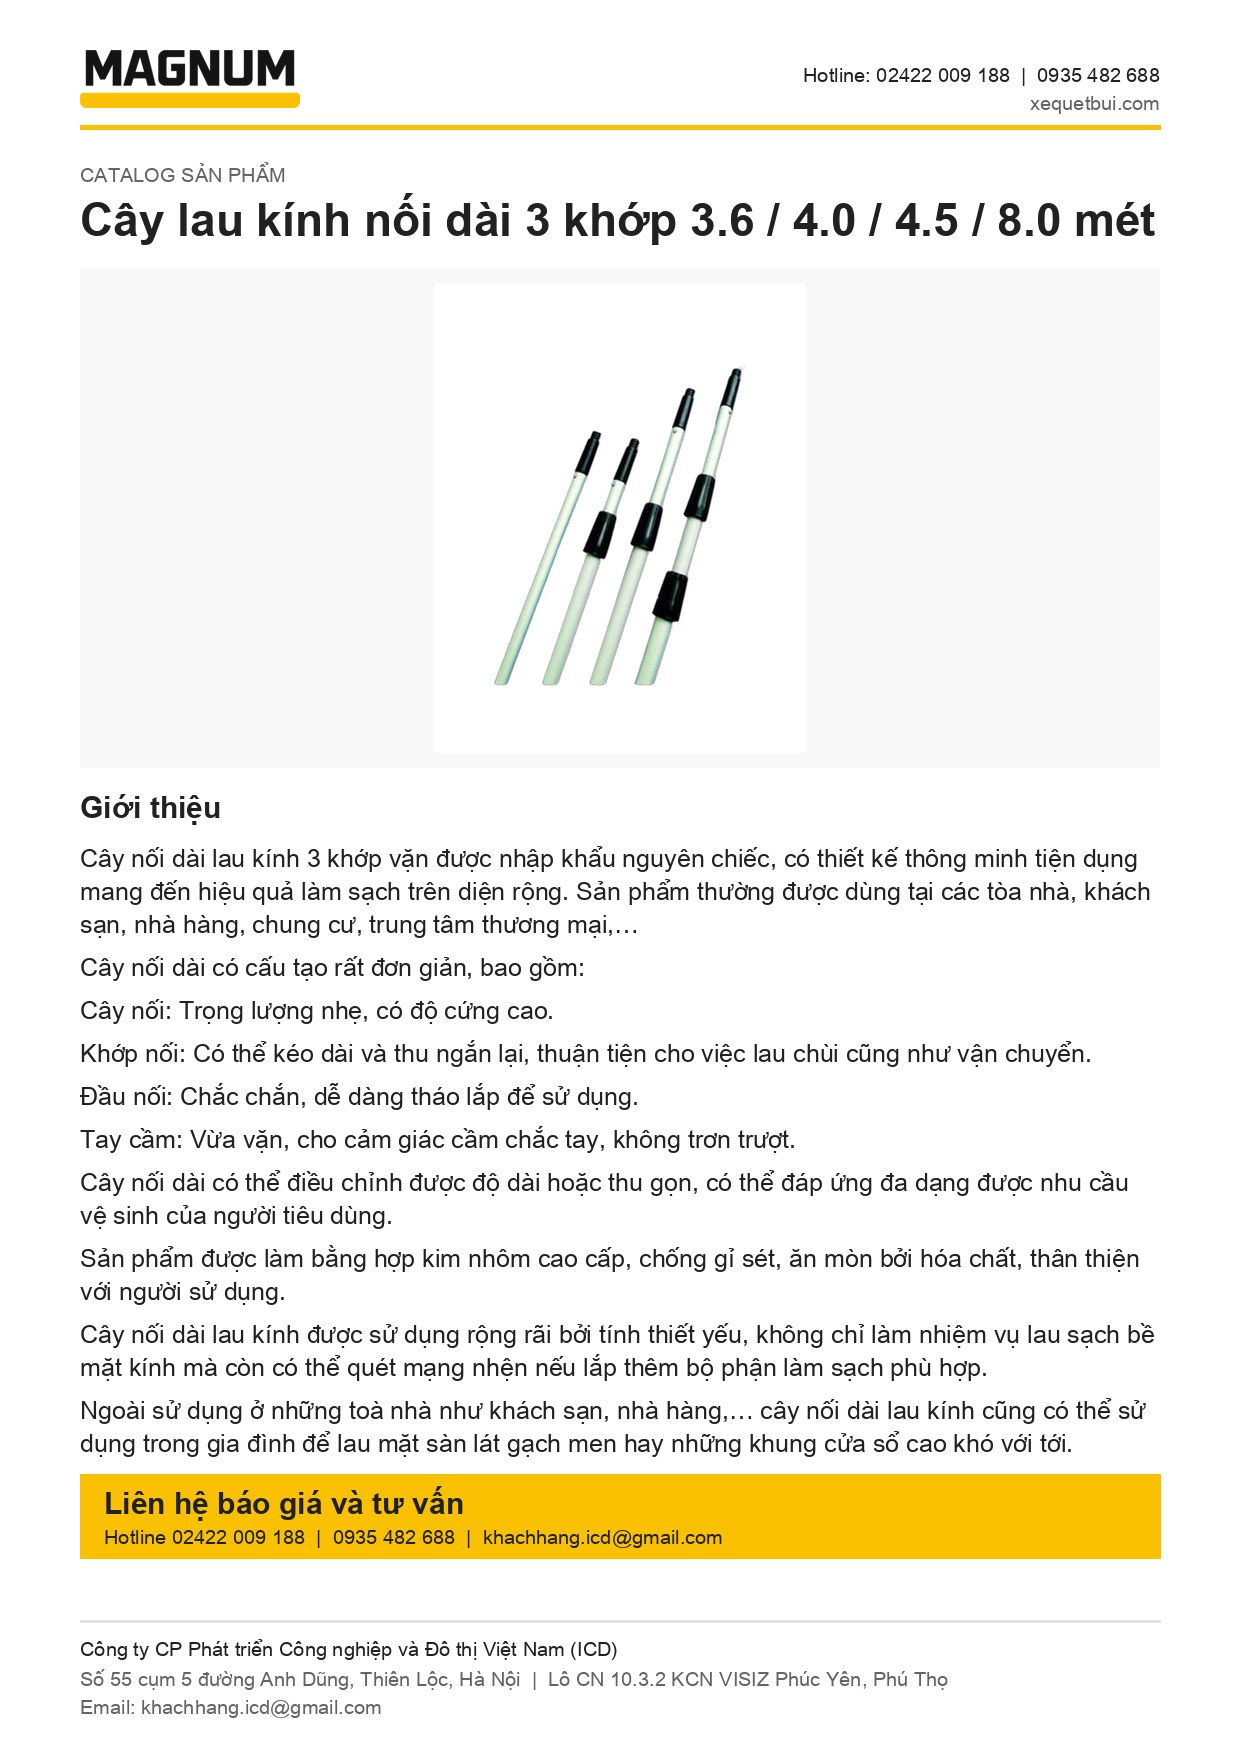 MAGNUM
Hotline: 02422 009 188 | 0935 482 688
xequetbui.com
CATALOG SẢN PHẨM
Cây lau kính nối dài 3 khớp 3.6 / 4.0 / 4.5 / 8.0 mét
Giới thiệu
Cây nối dài lau kính 3 khớp vặn được nhập khẩu nguyên chiếc, có thiết kế thông minh tiện dụng
mang đến hiệu quả làm sạch trên diện rộng. Sản phẩm thường được dùng tại các tòa nhà, khách
sạn, nhà hàng, chung cư, trung tâm thương mại,…
Cây nối dài có cấu tạo rất đơn giản, bao gồm:
Cây nối: Trọng lượng nhẹ, có độ cứng cao.
Khớp nối: Có thể kéo dài và thu ngắn lại, thuận tiện cho việc lau chùi cũng như vận chuyển.
Đầu nối: Chắc chắn, dễ dàng tháo lắp để sử dụng.
Tay cầm: Vừa vặn, cho cảm giác cầm chắc tay, không trơn trượt.
Cây nối dài có thể điều chỉnh được độ dài hoặc thu gọn, có thể đáp ứng đa dạng được nhu cầu
vệ sinh của người tiêu dùng.
Sản phẩm được làm bằng hợp kim nhôm cao cấp, chống gỉ sét, ăn mòn bởi hóa chất, thân thiện
với người sử dụng.
Cây nối dài lau kính được sử dụng rộng rãi bởi tính thiết yếu, không chỉ làm nhiệm vụ lau sạch bề
mặt kính mà còn có thể quét mạng nhện nếu lắp thêm bộ phận làm sạch phù hợp.
Ngoài sử dụng ở những toà nhà như khách sạn, nhà hàng,… cây nối dài lau kính cũng có thể sử
dụng trong gia đình để lau mặt sàn lát gạch men hay những khung cửa sổ cao khó với tới.
Liên hệ báo giá và tư vấn
Hotline 02422 009 188 | 0935 482 688 | khachhang.icd@gmail.com
Công ty CP Phát triển Công nghiệp và Đô thị Việt Nam (ICD)
Số 55 cụm 5 đường Anh Dũng, Thiên Lộc, Hà Nội | Lô CN 10.3.2 KCN VISIZ Phúc Yên, Phú Thọ
Email: khachhang.icd@gmail.com